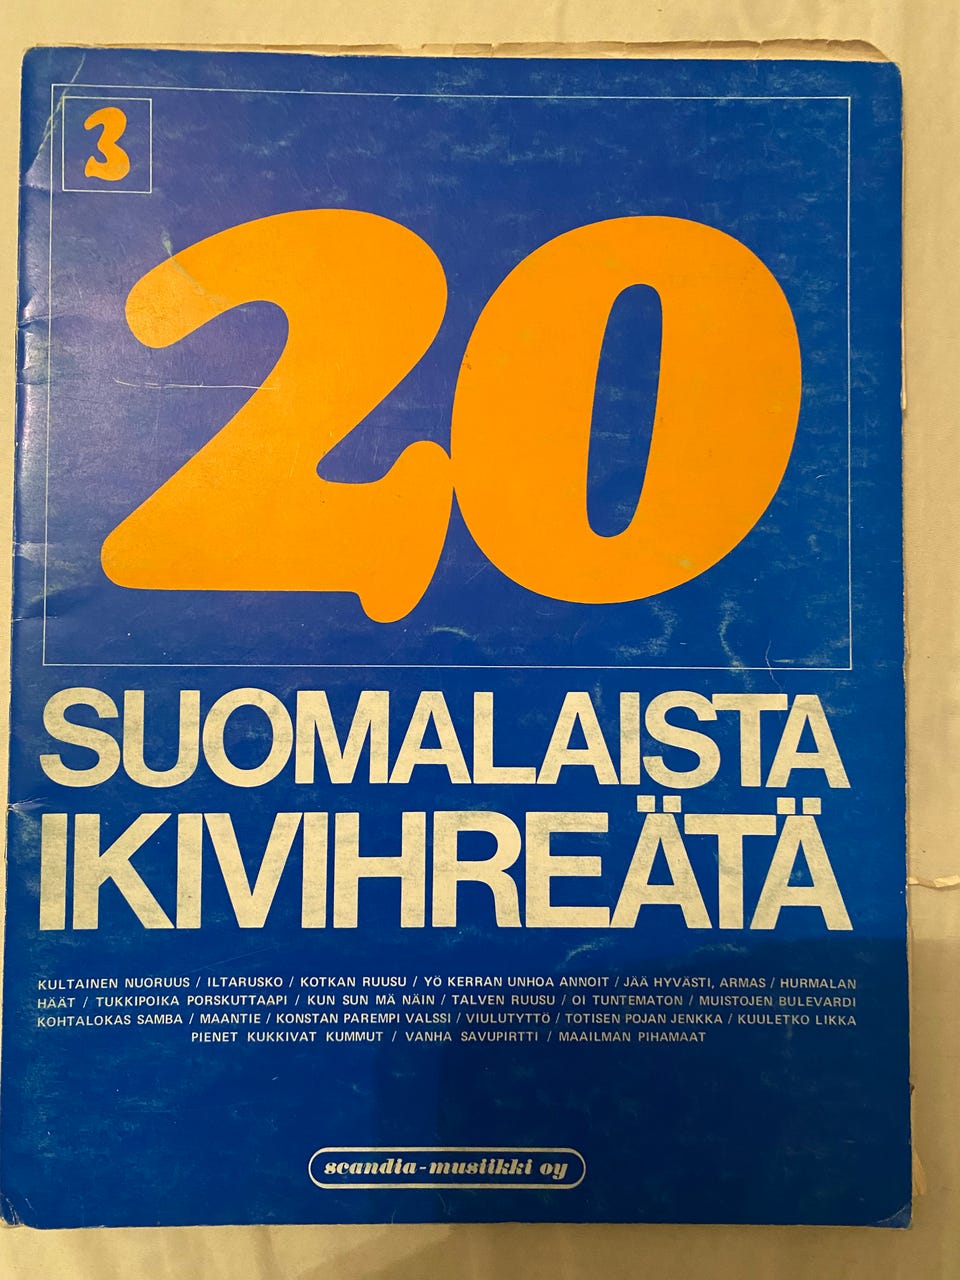 3
20
SUOMALAISTA
IKIVIHREÄTÄ
KULTAINEN NUORUUS / ILTARUSKO / KOTKAN RUUSU / YÖ KERRAN UNHOA ANNOIT / JÄÄ HYVÄSTI, ARMAS / HURMALAN
HÄÄT / TUKKIPOIKA PORSKUTTAAPI / KUN SUN MÄ NÄIN / TALVEN RUUSU / OI TUNTEMATON / MUISTOJEN BULEVARDI
KOHTALOKAS SAMBA / MAANTIE / KONSTAN PAREMPI VALSSI / VIULUTYTTÖ / TOTISEN POJAN JENKKA / KUULETKO LIKKA
PIENET KUKKIVAT KUMMUT / VANHA SAVUPIRTTI / MAAILMAN PIHAMAAT
scandia-musiikki oy